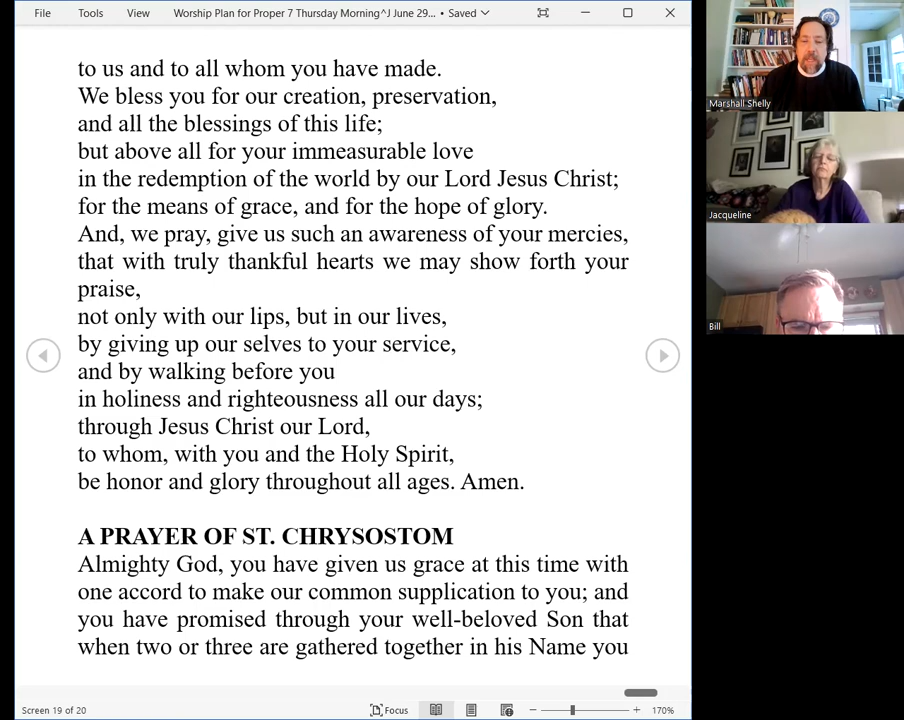 File Tools View Worship Plan for Proper 7 Thursday Morning^J June 29... • Saved
to us and to all whom you have made.
We bless you for our creation, preservation,
and all the blessings of this life;
but above all for your immeasurable love
in the redemption of the world by our Lord Jesus Christ;
for the means of grace, and for the hope of glory.
And, we pray, give us such an awareness of your mercies,
that with truly thankful hearts we may show forth your
praise,
not only with our lips, but in our lives,
by giving up our selves to your service,
and by walking before you
in holiness and righteousness all our days;
through Jesus Christ our Lord,
to whom, with you and the Holy Spirit,
be honor and glory throughout all ages. Amen.
A PRAYER OF ST. CHRYSOSTOM
Almighty God, you have given us grace at this time with
one accord to make our common supplication to you; and
you have promised through your well-beloved Son that
when two or three are gathered together in his Name you
Screen 19 of 20 Focus 170%
Marshall Shelly
Jacqueline
Bill